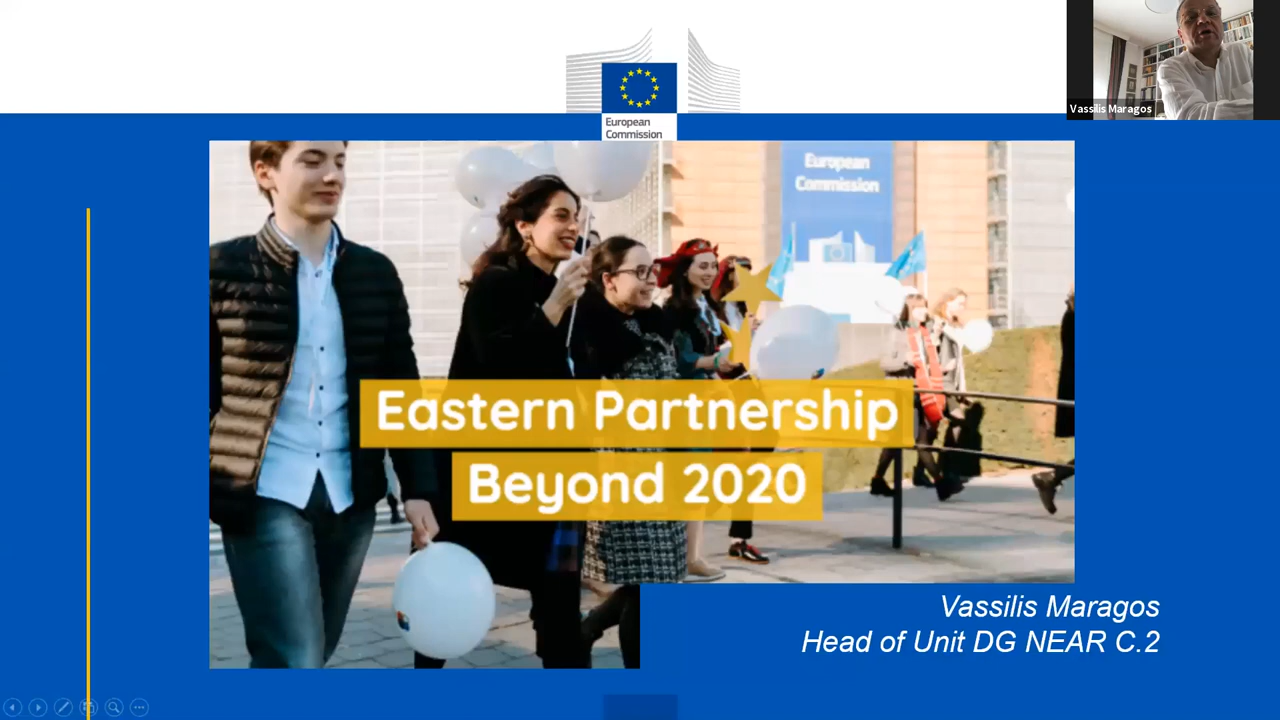 Vassilis Maragos
European
Commission
European
Commission
Eastern Partnership
Beyond 2020
Vassilis Maragos
Head of Unit DG NEAR C.2